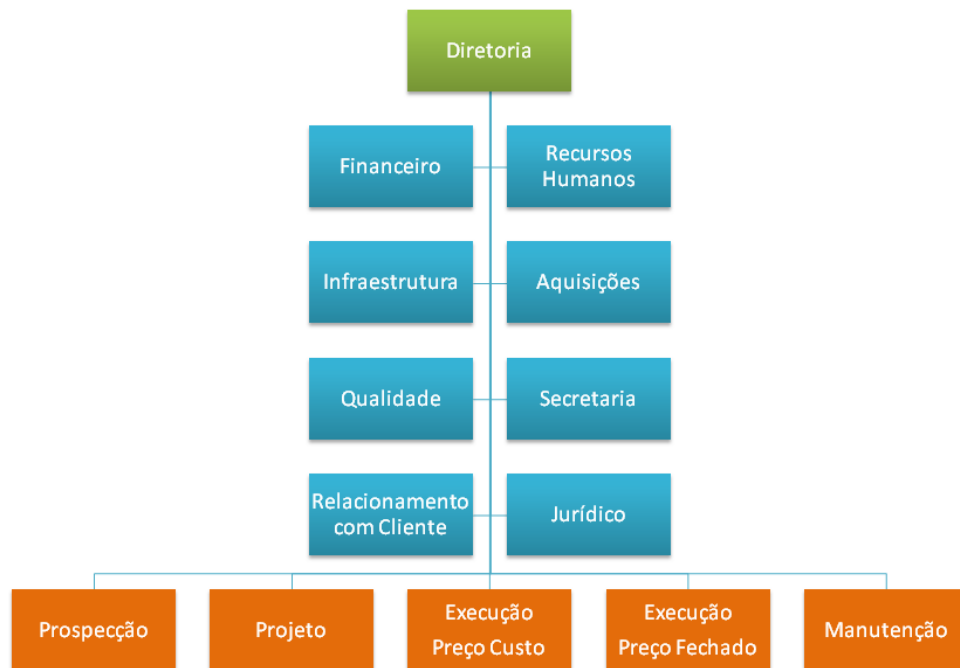 Diretoria
Financeiro
Recursos
Humanos
Infraestrutura
Aquisições
Qualidade
Secretaria
Relacionamento
com Cliente
Jurídico
Prospecção
Projeto
Execução
Preço Custo
Execução
Preço Fechado
Manutenção